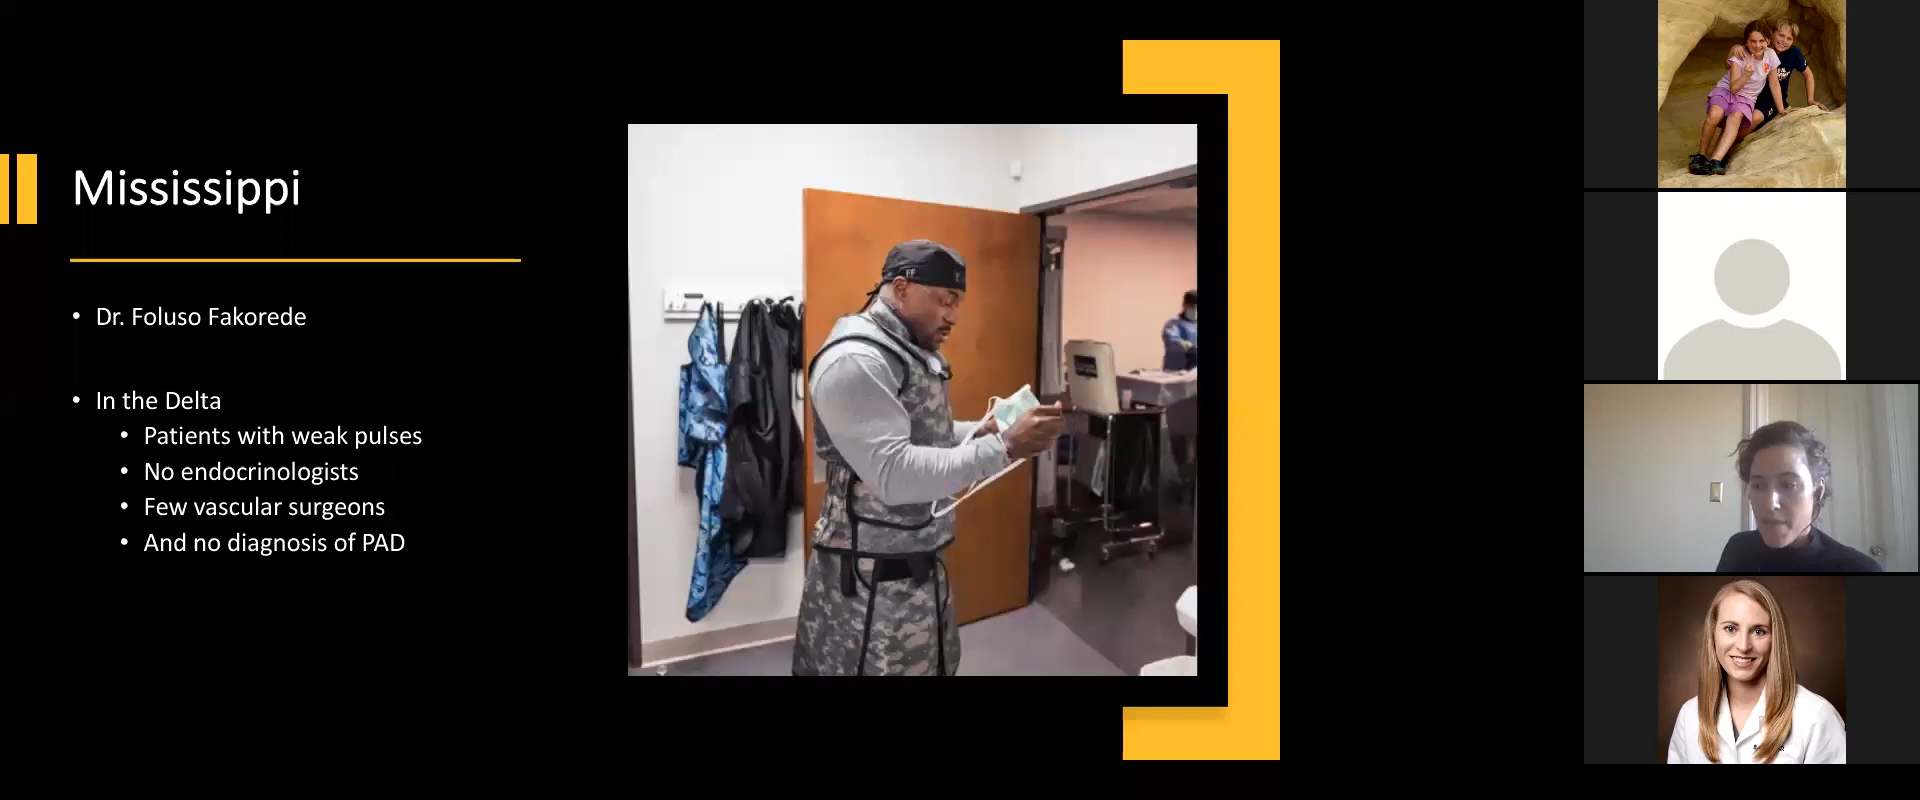 Mississippi
• Dr. Foluso Fakorede
• In the Delta
• Patients with weak pulses
• No endocrinologists
• Few vascular surgeons
• And no diagnosis of PAD
FF